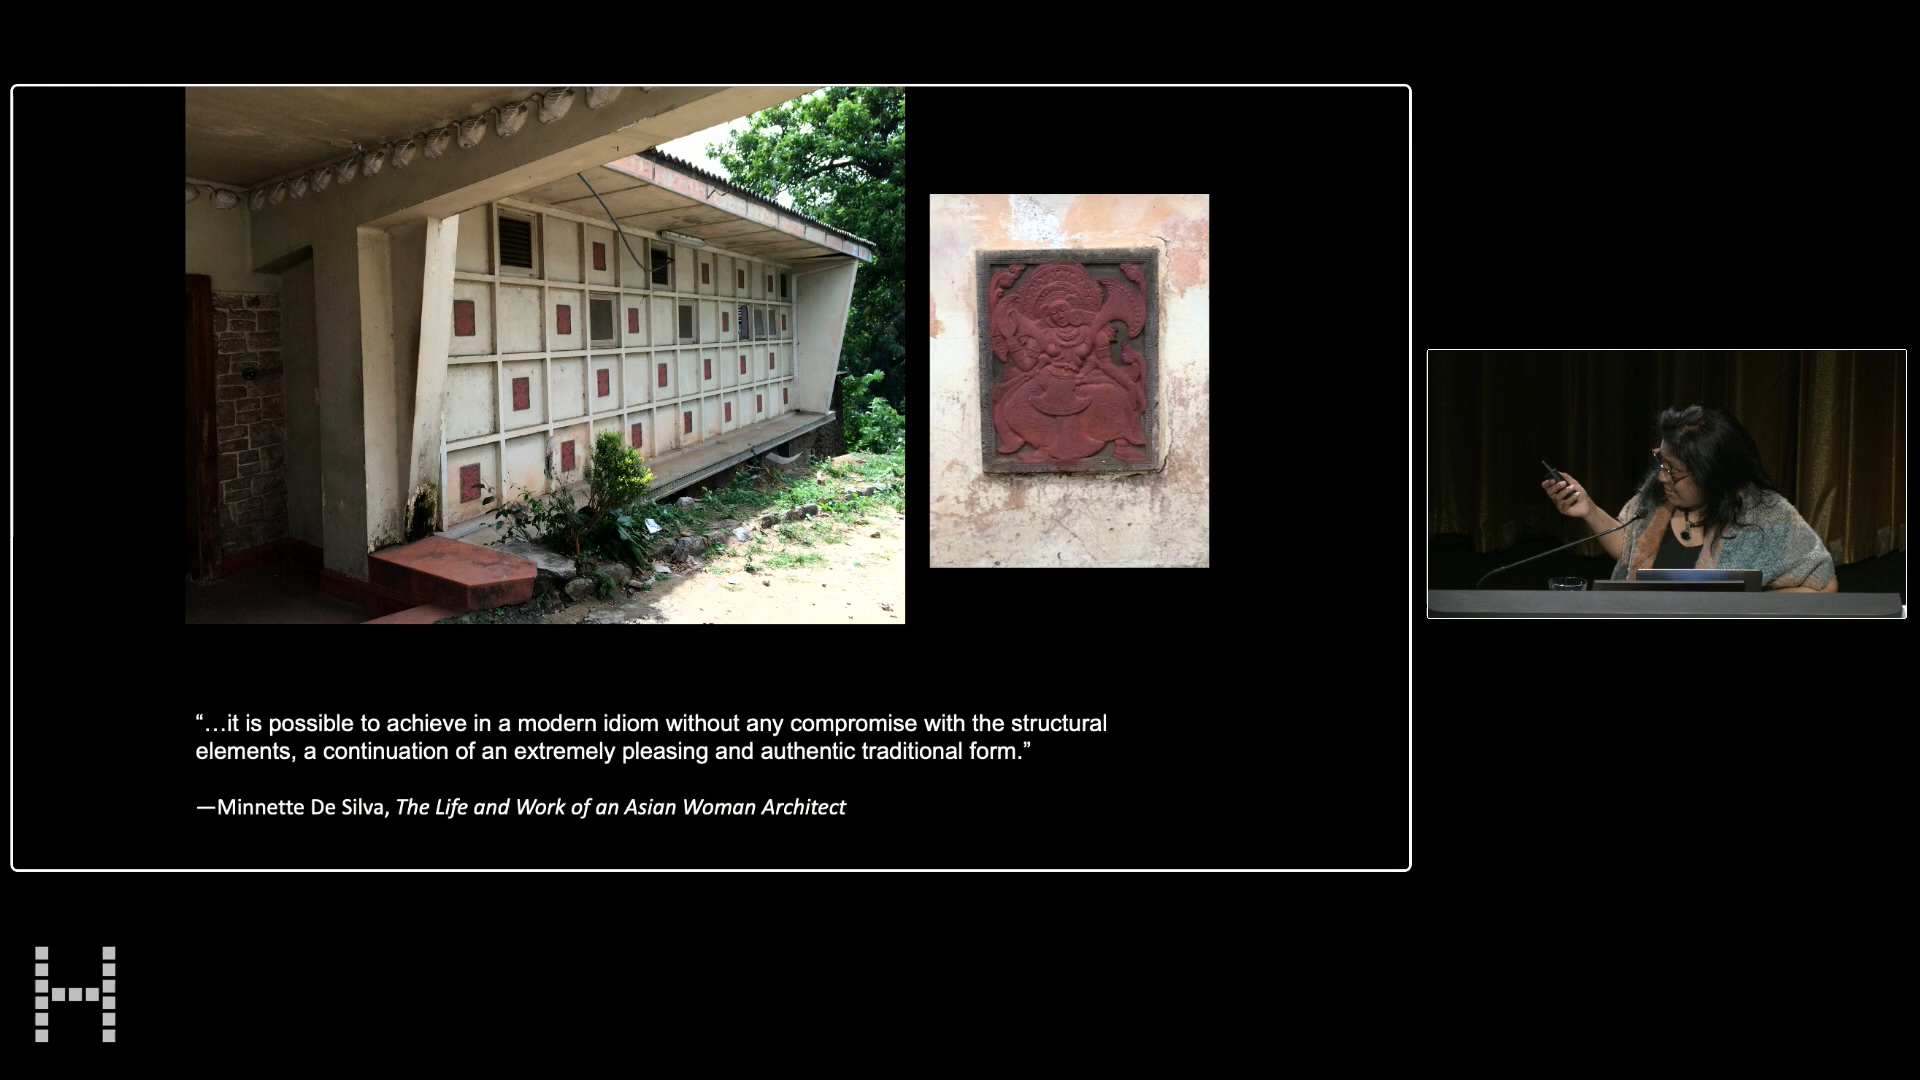 “…it is possible to achieve in a modern idiom without any compromise with the structural
elements, a continuation of an extremely pleasing and authentic traditional form.”
—Minnette De Silva, The Life and Work of an Asian Woman Architect
H